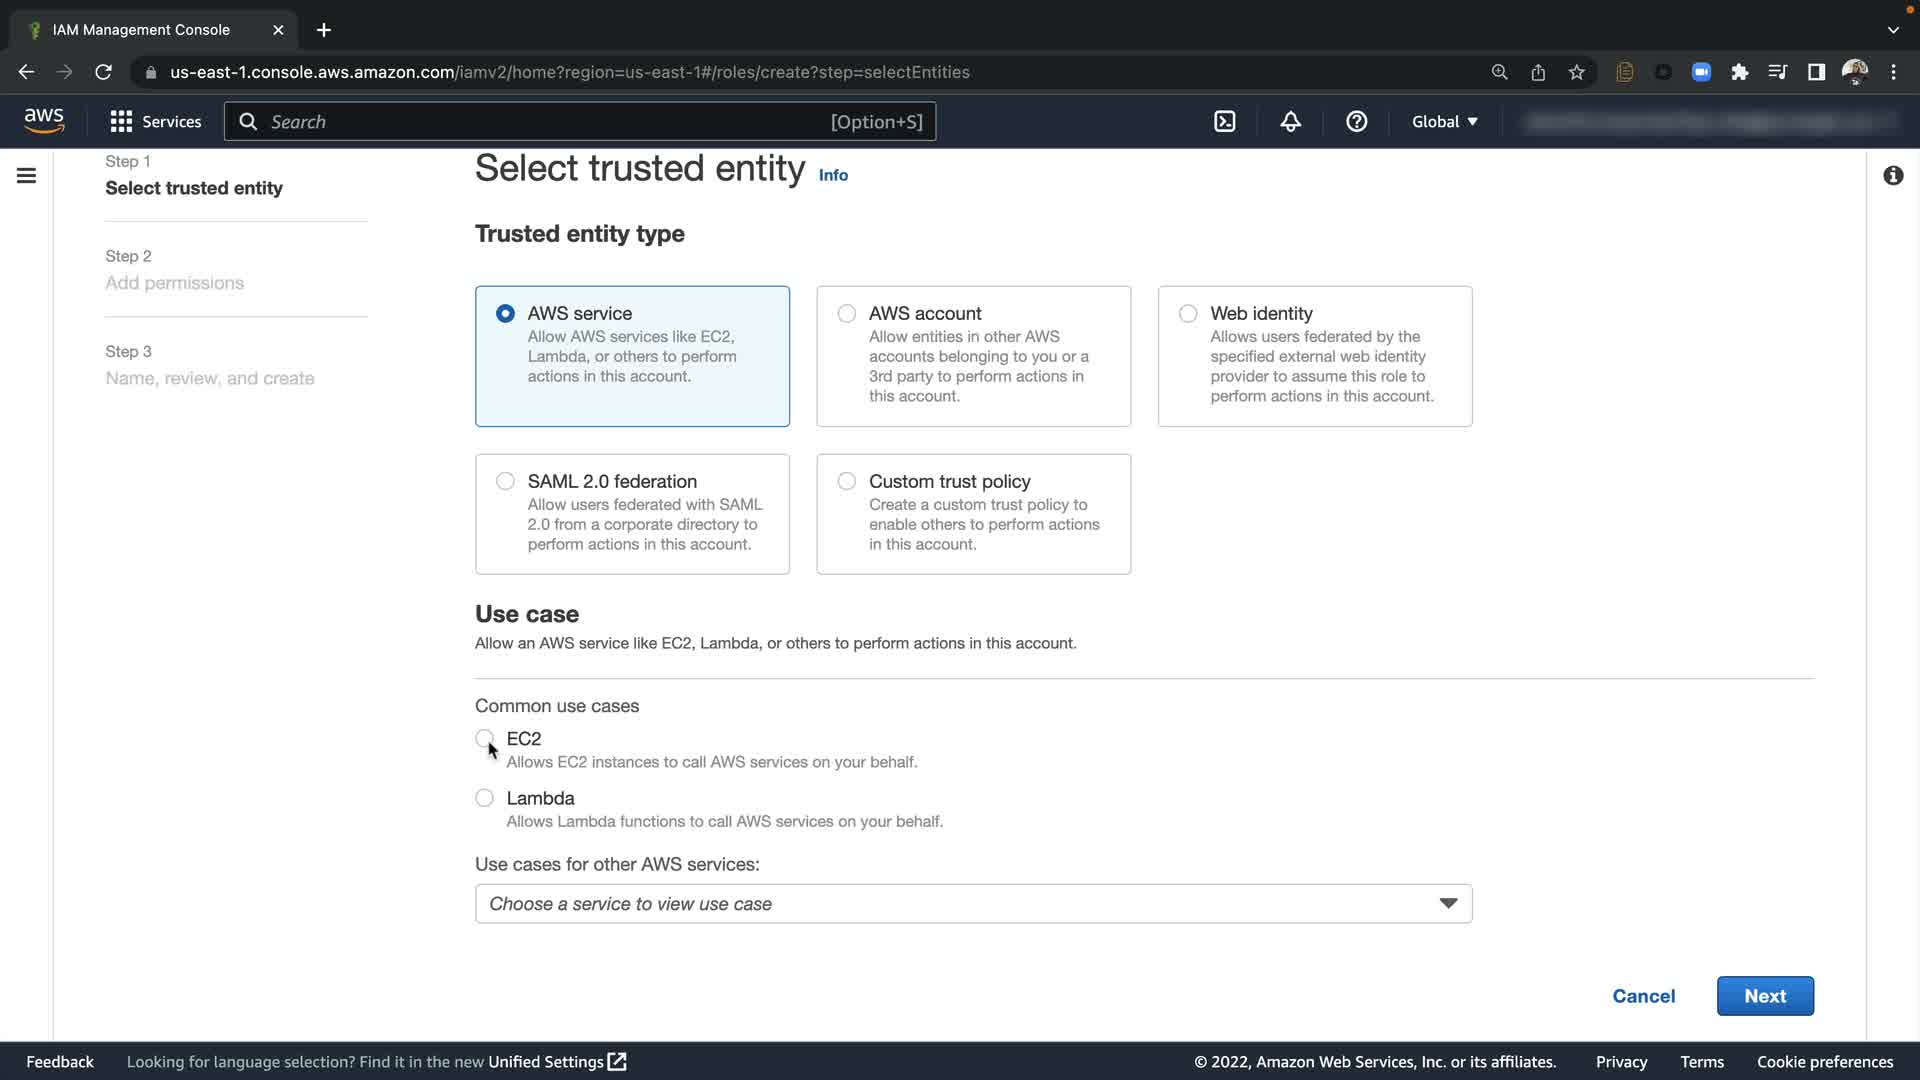 IAM Management Console
us-east-1.console.aws.amazon.com/iamv2/home?region=us-east-1#/roles/create?step=selectEntities
aws
Services
Search
[Option+S]
Global
Step 1
Select trusted entity
Step 2
Add permissions
Step 3
Name, review, and create
Select trusted entity Info
Trusted entity type
AWS service
Allow AWS services like EC2,
Lambda, or others to perform
actions in this account.
AWS account
Allow entities in other AWS
accounts belonging to you or a
3rd party to perform actions in
this account.
Web identity
Allows users federated by the
specified external web identity
provider to assume this role to
perform actions in this account.
SAML 2.0 federation
Allow users federated with SAML
2.0 from a corporate directory to
perform actions in this account.
Custom trust policy
Create a custom trust policy to
enable others to perform actions
in this account.
Use case
Allow an AWS service like EC2, Lambda, or others to perform actions in this account.
Common use cases
EC2
Allows EC2 instances to call AWS services on your behalf.
Lambda
Allows Lambda functions to call AWS services on your behalf.
Use cases for other AWS services:
Choose a service to view use case
Cancel
Next
Feedback
Looking for language selection? Find it in the new Unified Settings
© 2022, Amazon Web Services, Inc. or its affiliates.
Privacy
Terms
Cookie preferences